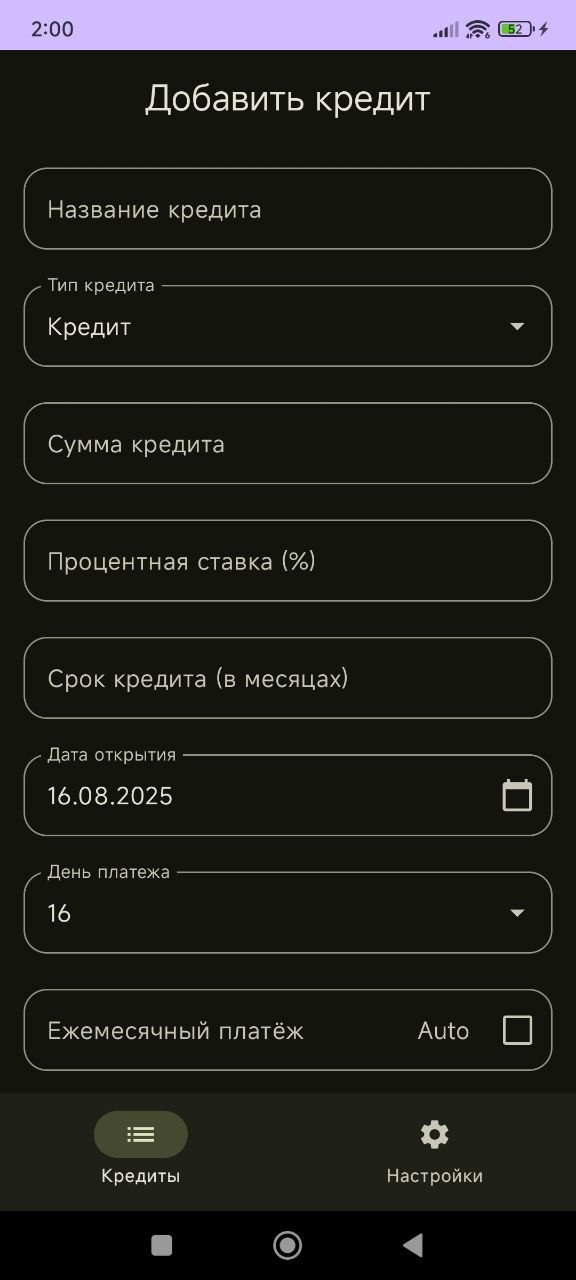 2:00
52
Добавить кредит
Название кредита
Тип кредита
Кредит
Сумма кредита
Процентная ставка (%)
Срок кредита (в месяцах)
Дата открытия
16.08.2025
День платежа
16
Ежемесячный платёж Auto
Кредиты Настройки